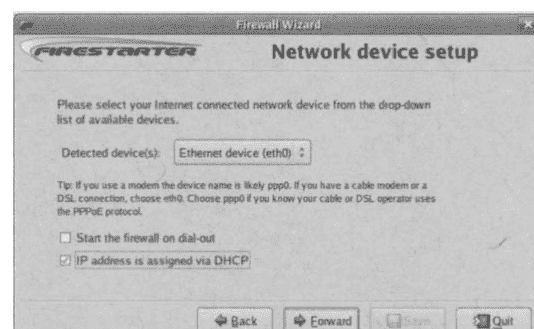 Firewall Wizard
FIRESTARTER
Network device setup
Please select your Internet connected network device from the drop-down
list of available devices.
Detected device(s): Ethernet device (eth0)
Tip: If you use a modem the device name is likely ppp0. If you have a cable modem or a
DSL connection, choose eth0. Choose ppp0 if you know your cable or DSL operator uses
the PPPoE protocol.
Start the firewall on dial-out
IP address is assigned via DHCP
Back Forward Save Quit